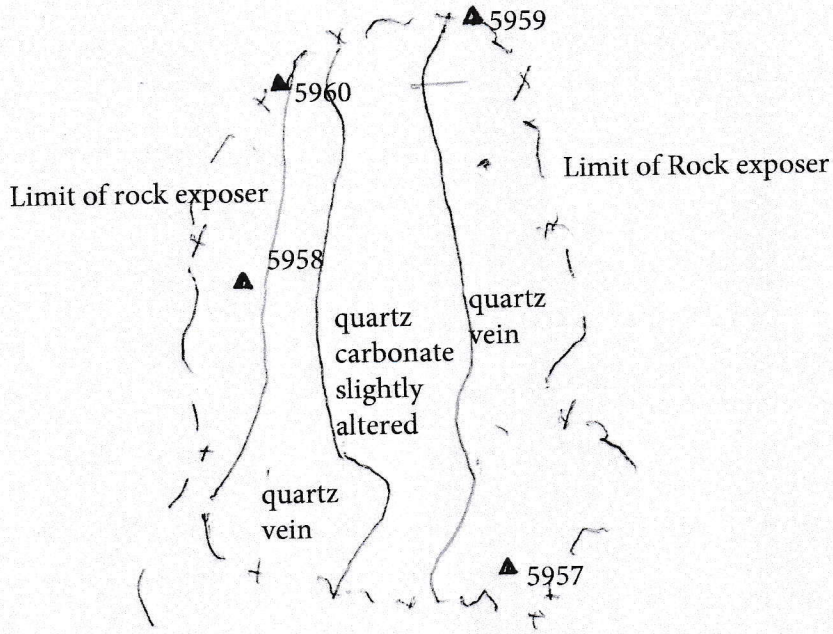 5959
5960
Limit of Rock exposer
Limit of rock exposer
5958
quartz
vein
quartz
carbonate
slightly
altered
quartz
vein
5957